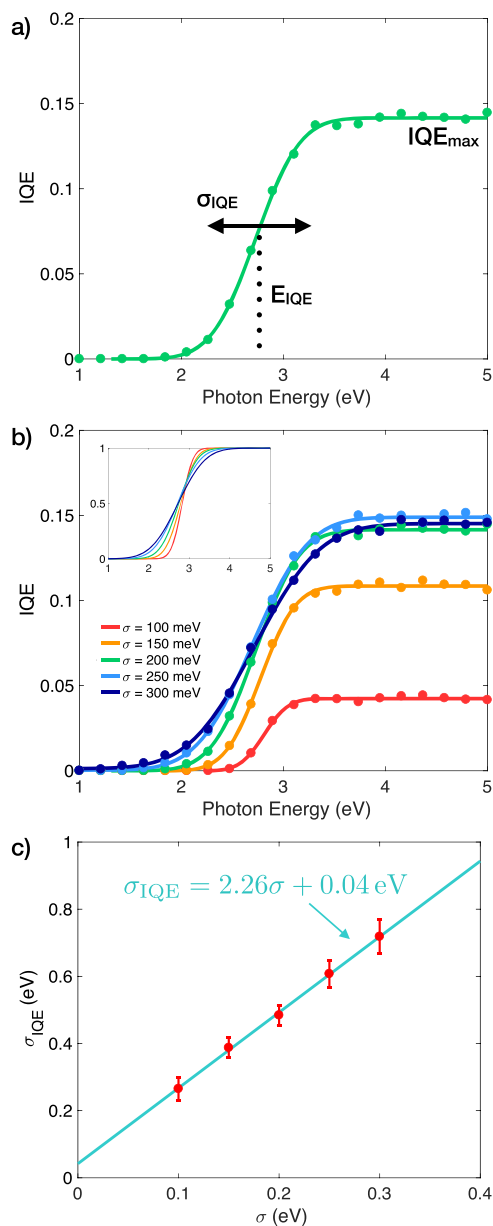 a)
0.2
0.15
0.1
0.05
0
IQE
IQEmax
σIQE
EIQE
1 2 3 4 5
Photon Energy (eV)
b)
0.2
0.15
0.1
0.05
0
IQE
1
0.5
0
1 2 3 4 5
σ = 100 meV
σ = 150 meV
σ = 200 meV
σ = 250 meV
σ = 300 meV
1 2 3 4 5
Photon Energy (eV)
c)
1
0.8
0.6
0.4
0.2
0
σIQE (eV)
σIQE = 2.26σ + 0.04 eV
0 0.1 0.2 0.3 0.4
σ (eV)